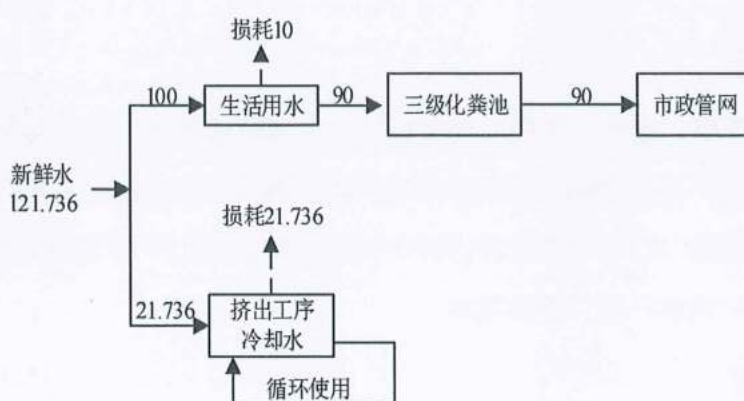 损耗10
100
生活用水
90
三级化粪池
90
市政管网
新鲜水
121.736
损耗21.736
21.736
挤出工序
冷却水
循环使用